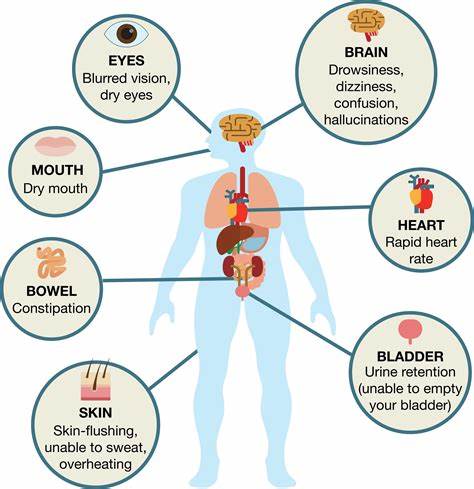 EYES
Blurred vision,
dry eyes
BRAIN
Drowsiness,
dizziness,
confusion,
hallucinations
MOUTH
Dry mouth
HEART
Rapid heart
rate
BOWEL
Constipation
BLADDER
Urine retention
(unable to empty
your bladder)
SKIN
Skin-flushing,
unable to sweat,
overheating